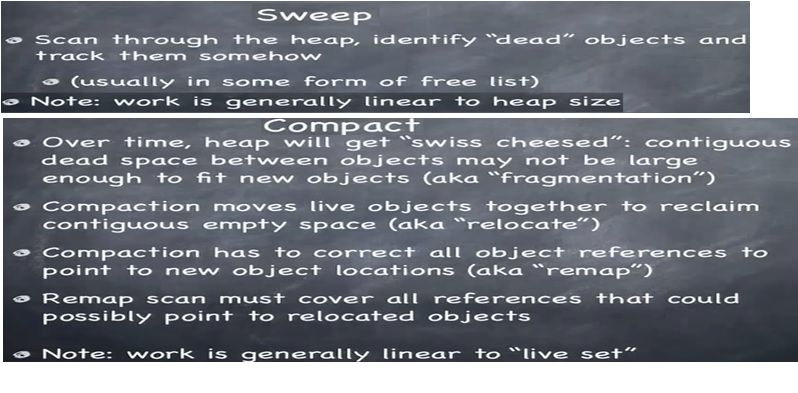 Sweep
Scan through the heap, identify “dead” objects and
track them somehow
(usually in some form of free list)
Note: work is generally linear to heap size
Compact
Over time, heap will get “swiss cheesed”: contiguous
dead space between objects may not be large
enough to fit new objects (aka “fragmentation”)
Compaction moves live objects together to reclaim
contiguous empty space (aka “relocate”)
Compaction has to correct all object references to
point to new object locations (aka “remap”)
Remap scan must cover all references that could
possibly point to relocated objects
Note: work is generally linear to “live set”